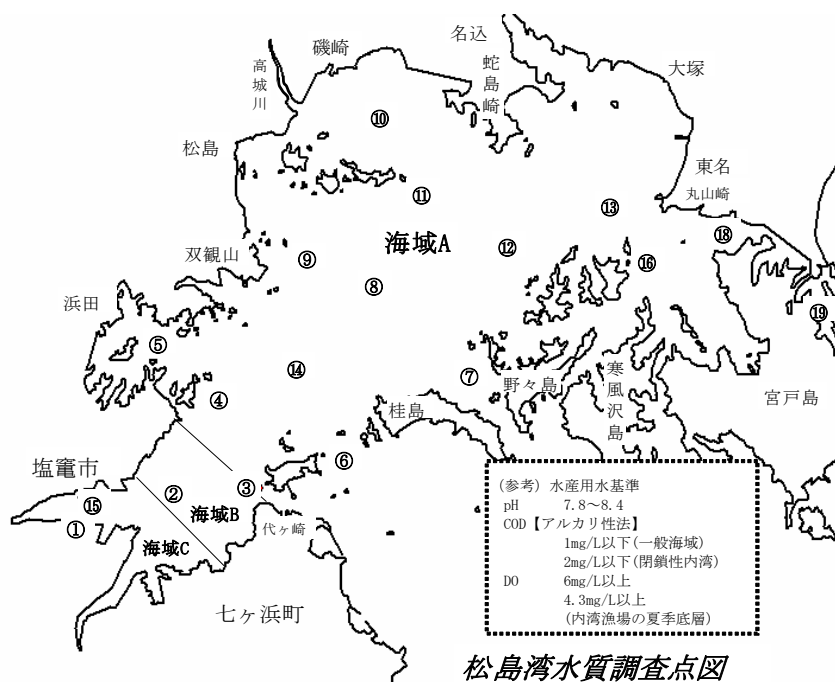 名込
磯崎
蛇島崎
大塚
高城川
⑩
松島
東名
丸山崎
⑪
⑬
⑱
海域A
⑫
双観山
⑨
⑯
⑧
浜田
⑲
⑤
⑭
⑦
野々島
寒風沢島
宮戸島
④
桂島
塩竈市
⑥
②
③
⑮
海域B
①
代ヶ崎
海域C
七ヶ浜町
(参考) 水産用水基準
pH 7.8～8.4
COD【アルカリ性法】
1mg/L以下(一般海域)
2mg/L以下(閉鎖性内湾)
DO 6mg/L以上
4.3mg/L以上
(内湾漁場の夏季底層)
松島湾水質調査点図